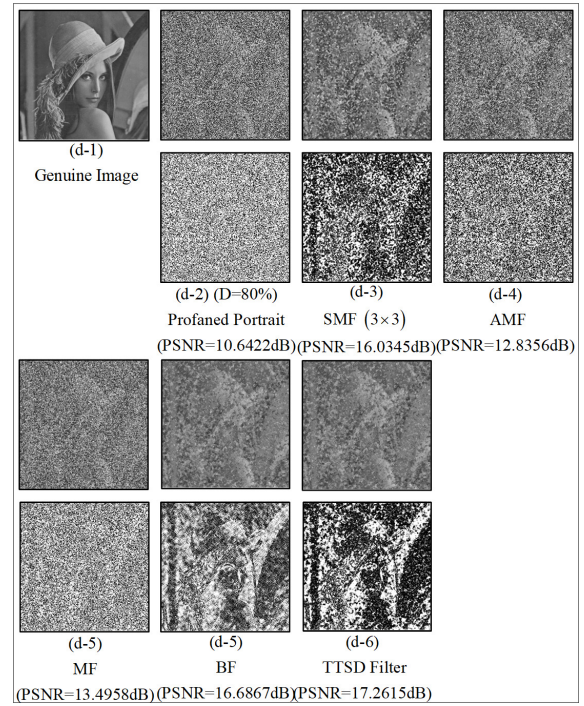 (d-1)
Genuine Image
(d-2) (D=80%)
Profaned Portrait
(PSNR=10.6422dB)
(d-3)
SMF (3×3)
(PSNR=16.0345dB)
(d-4)
AMF
(PSNR=12.8356dB)
(d-5)
MF
(PSNR=13.4958dB)
(d-5)
BF
(PSNR=16.6867dB)
(d-6)
TTSD Filter
(PSNR=17.2615dB)